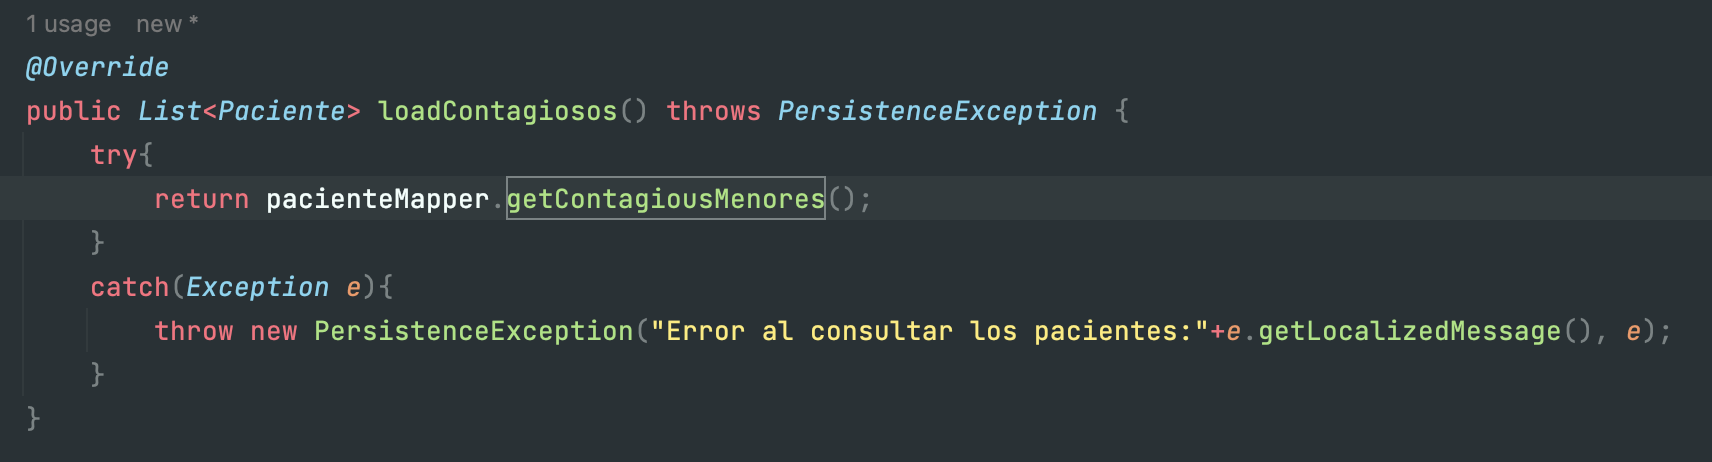 1 usage   new *
@Override
public List<Paciente> loadContagiosos() throws PersistenceException {
    try{
        return pacienteMapper.getContagiousMenores();
    }
    catch(Exception e){
        throw new PersistenceException("Error al consultar los pacientes:"+e.getLocalizedMessage(), e);
    }
}